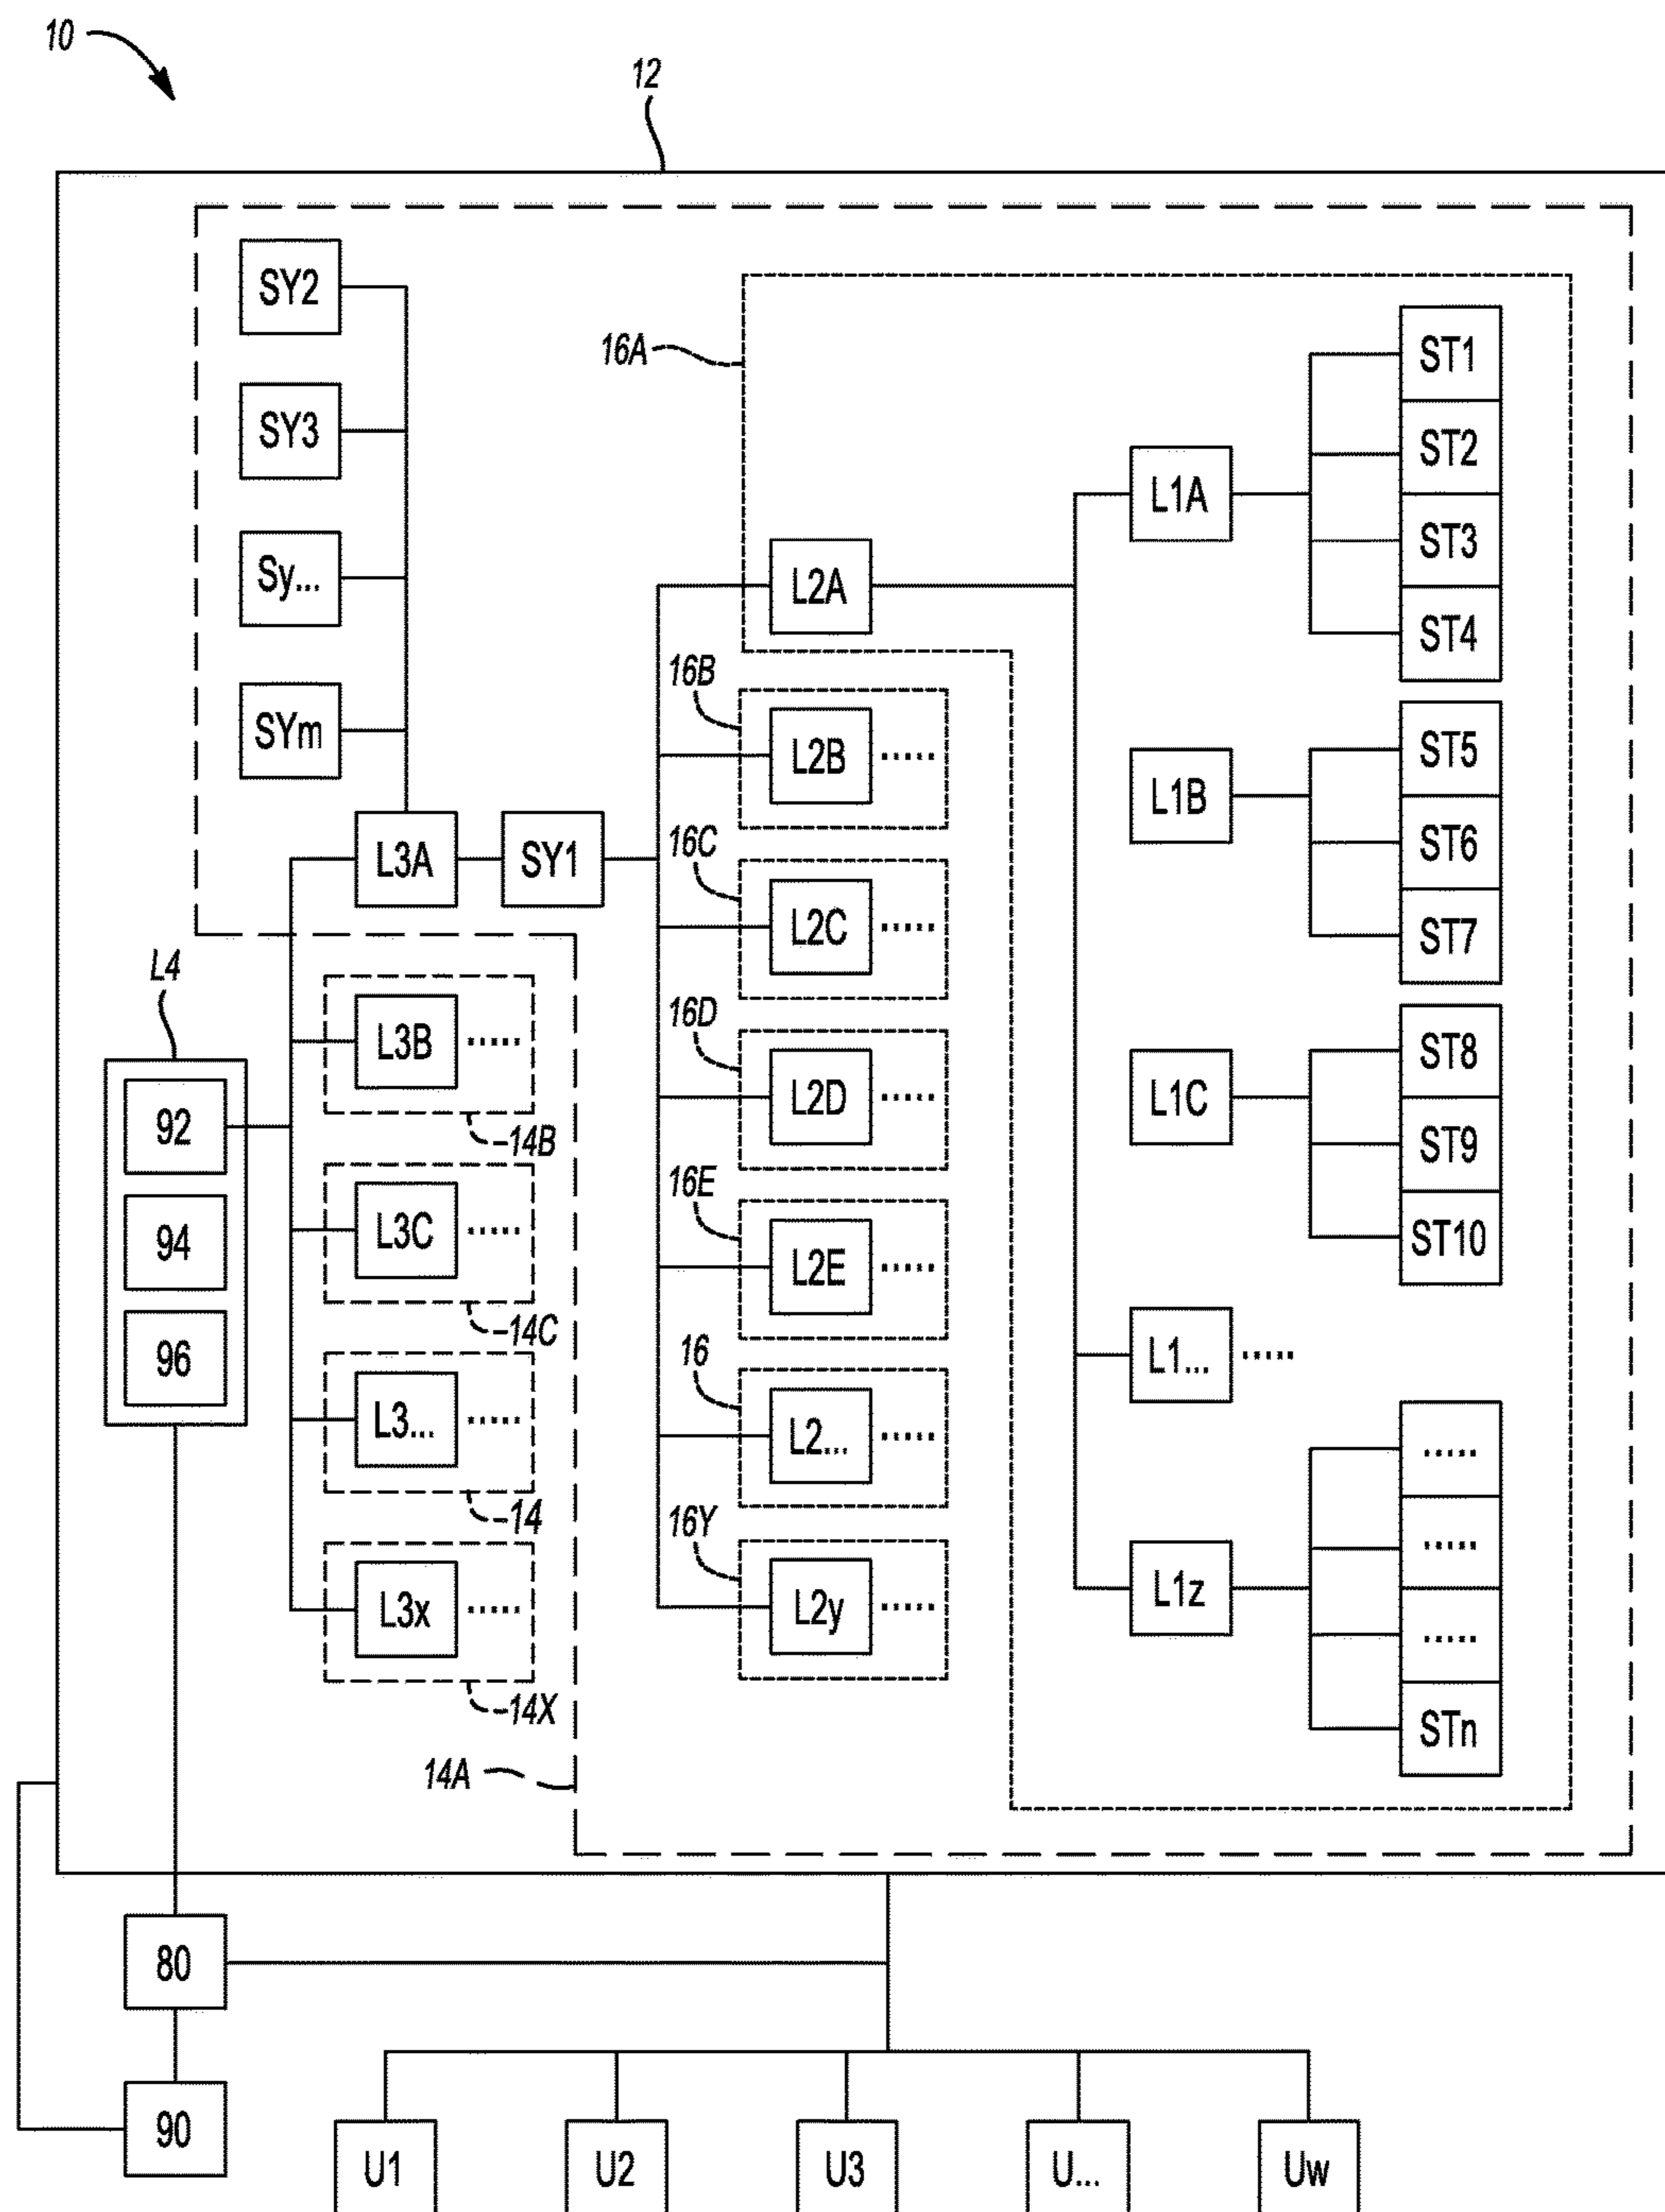 10
12
SY2
SY3
Sy...
SYm
16A
L2A
L1A
ST1
ST2
ST3
ST4
16B
L2B .....
L1B
ST5
ST6
ST7
L3A
SY1
16C
L2C .....
L4
92
94
96
L3B .....
-14B
L3C .....
-14C
L3... .....
-14
L3x .....
-14X
14A
16D
L2D .....
16E
L2E .....
16
L2... .....
16Y
L2y .....
L1C
ST8
ST9
ST10
L1... .....
L1z
.....
.....
.....
STn
80
90
U1
U2
U3
U...
Uw